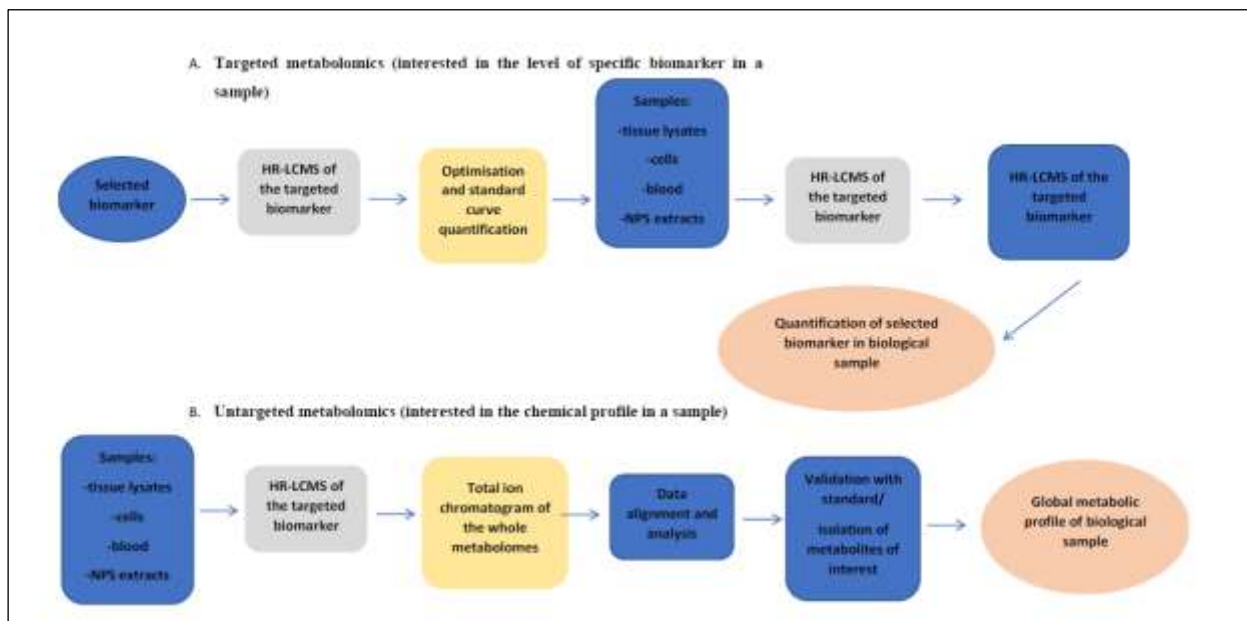 A. Targeted metabolomics (interested in the level of specific biomarker in a
sample)
Selected
biomarker
HR-LCMS of
the targeted
biomarker
Optimisation
and standard
curve
quantification
Samples:
-tissue lysates
-cells
-blood
-NPS extracts
HR-LCMS of
the targeted
biomarker
HR-LCMS of the
targeted
biomarker
Quantification of selected
biomarker in biological
sample
B. Untargeted metabolomics (interested in the chemical profile in a sample)
Samples:
-tissue lysates
-cells
-blood
-NPS extracts
HR-LCMS of
the targeted
biomarker
Total ion
chromatogram of
the whole
metabolomes
Data
alignment and
analysis
Validation with
standard/
isolation of
metabolites of
interest
Global metabolic
profile of biological
sample